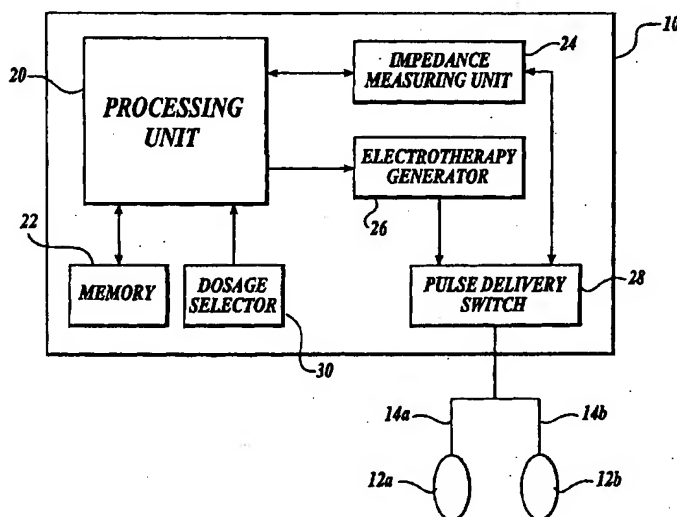 10
20
24
PROCESSING
UNIT
IMPEDANCE
MEASURING UNIT
ELECTROTHERAPY
GENERATOR
26
22
MEMORY
DOSAGE
SELECTOR
30
PULSE DELIVERY
SWITCH
28
14a
14b
12a
12b